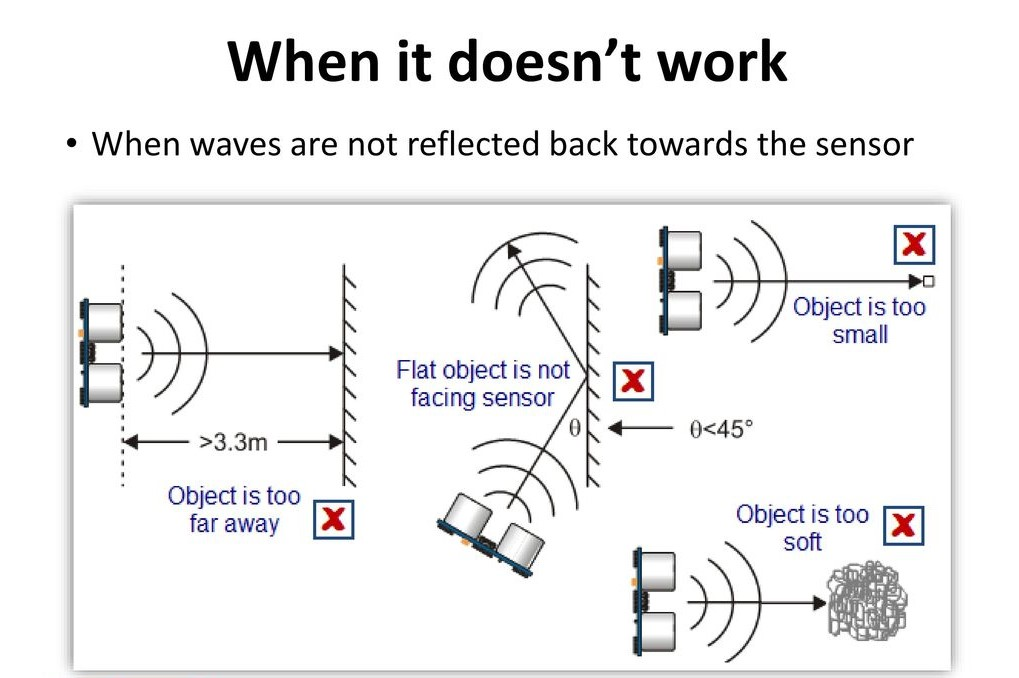 When it doesn’t work
• When waves are not reflected back towards the sensor
>3.3m
Object is too
far away
X
Flat object is not
facing sensor
X
θ
θ<45°
X
Object is too
small
Object is too
soft
X